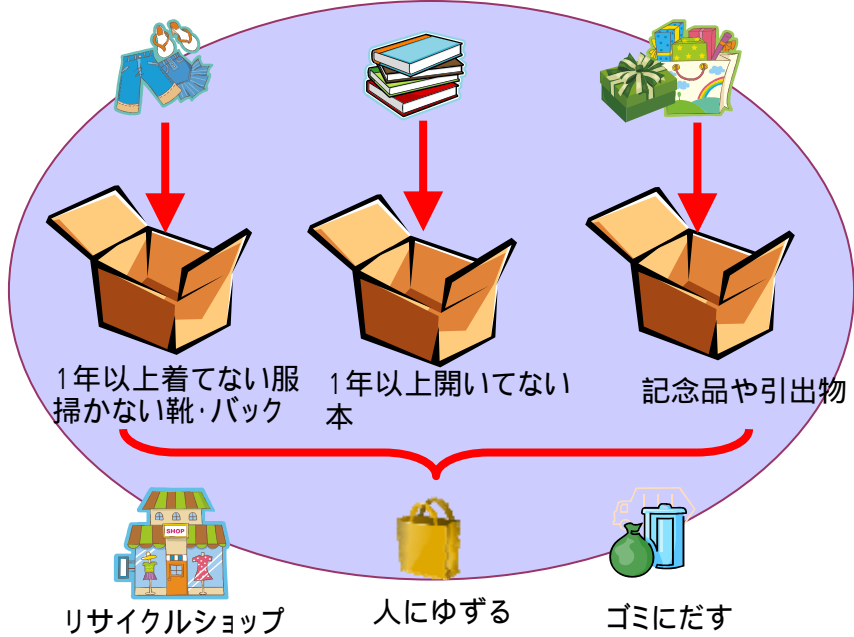 1年以上着てない服
掃かない靴・バック
1年以上開いてない
本
記念品や引出物
SHOP
リサイクルショップ
人にゆずる
ゴミにだす